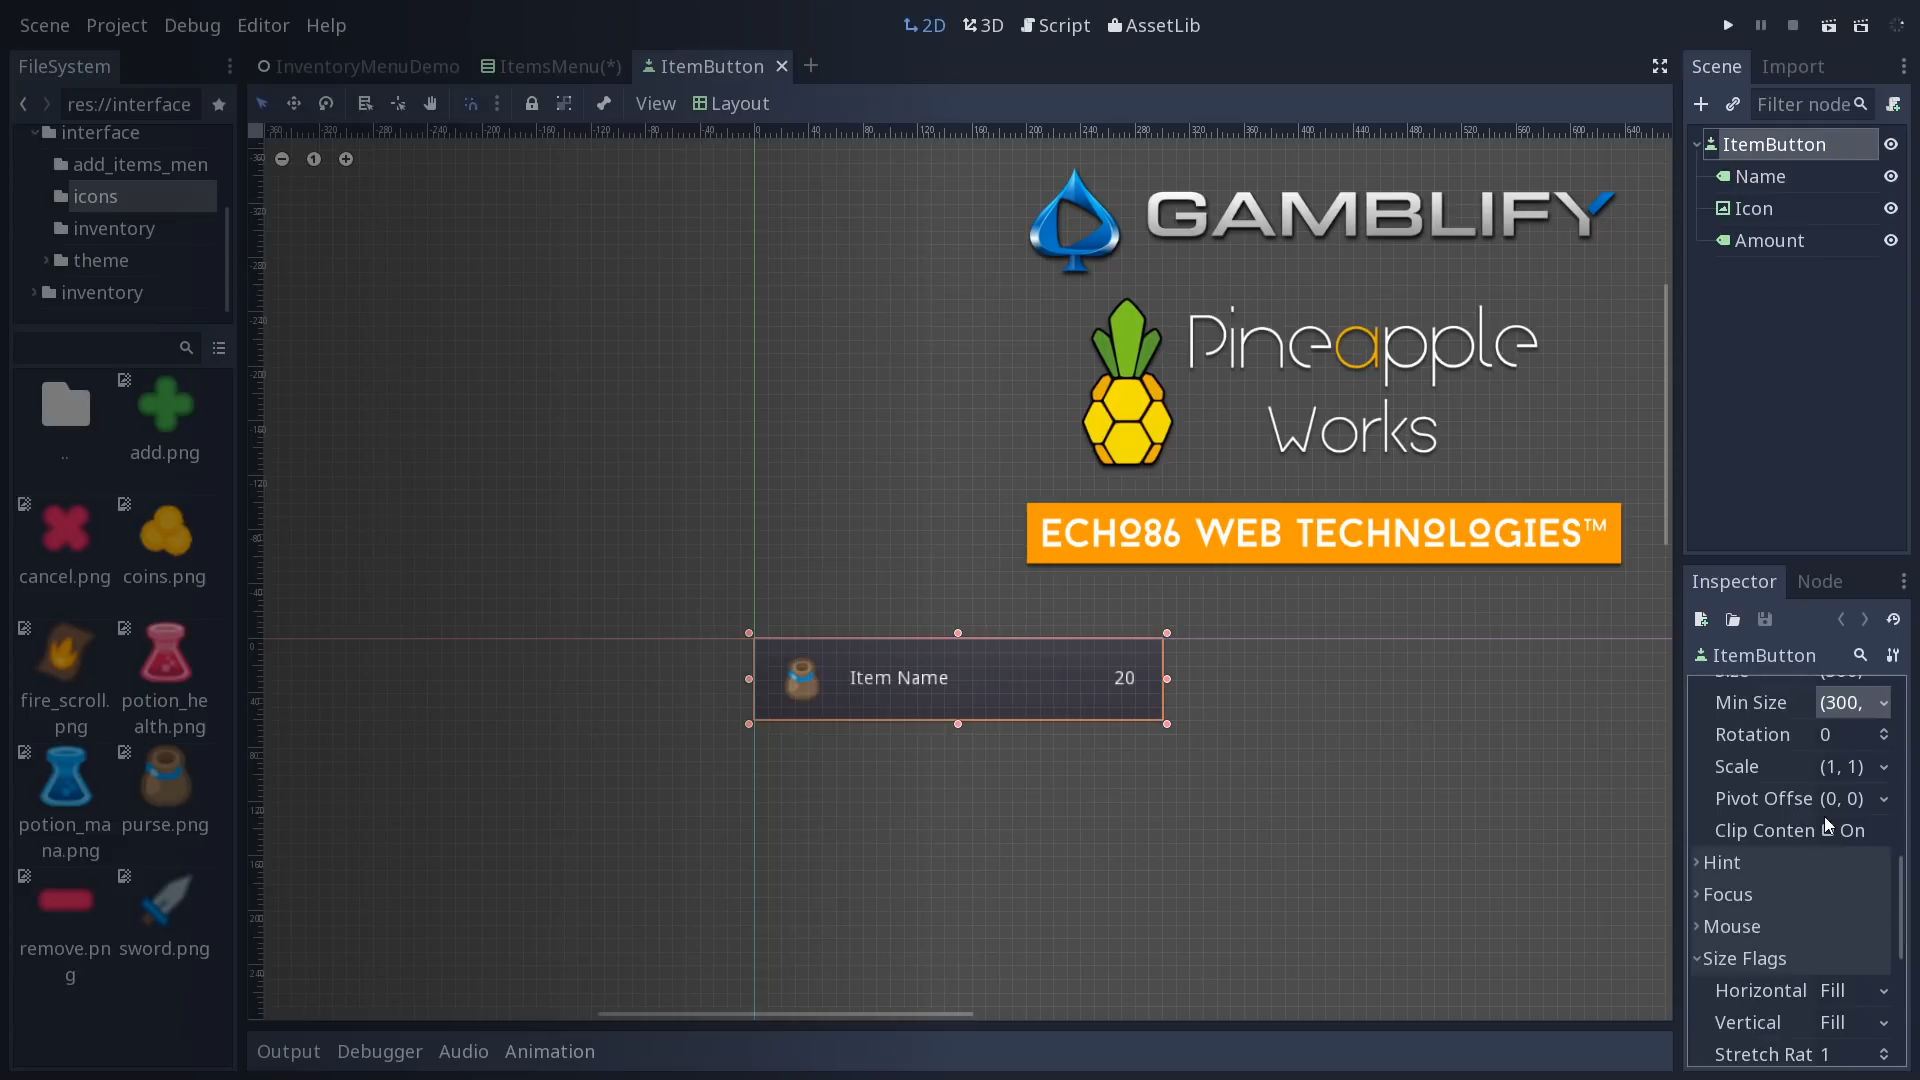 Scene Project Debug Editor Help
2D 3D Script AssetLib
FileSystem
InventoryMenuDemo ItemsMenu(*) ItemButton
Scene Import
res://interface
View Layout
Filter node
interface
add_items_men
icons
inventory
theme
inventory
..
add.png
cancel.png
coins.png
fire_scroll.
png
potion_he
alth.png
potion_ma
na.png
purse.png
remove.pn
g
sword.png
GAMBLIFY
Pineapple
Works
ECHO86 WEB TECHNOLOGIES™
Item Name 20
ItemButton
Name
Icon
Amount
Inspector Node
ItemButton
Min Size (300,
Rotation 0
Scale (1, 1)
Pivot Offse (0, 0)
Clip Conten On
Hint
Focus
Mouse
Size Flags
Horizontal Fill
Vertical Fill
Stretch Rat 1
Output Debugger Audio Animation